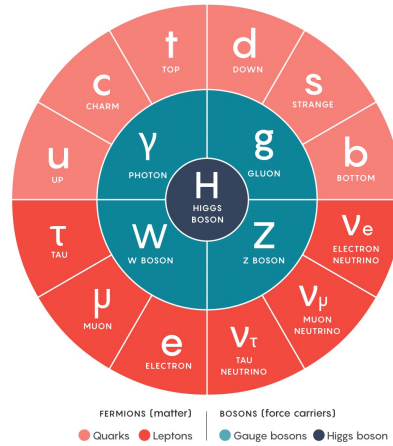 t
TOP
d
DOWN
c
CHARM
s
STRANGE
u
UP
b
BOTTOM
γ
PHOTON
g
GLUON
H
HIGGS
BOSON
W
W BOSON
Z
Z BOSON
τ
TAU
νe
ELECTRON
NEUTRINO
μ
MUON
νμ
MUON
NEUTRINO
e
ELECTRON
ντ
TAU
NEUTRINO
FERMIONS (matter)
BOSONS (force carriers)
Quarks
Leptons
Gauge bosons
Higgs boson